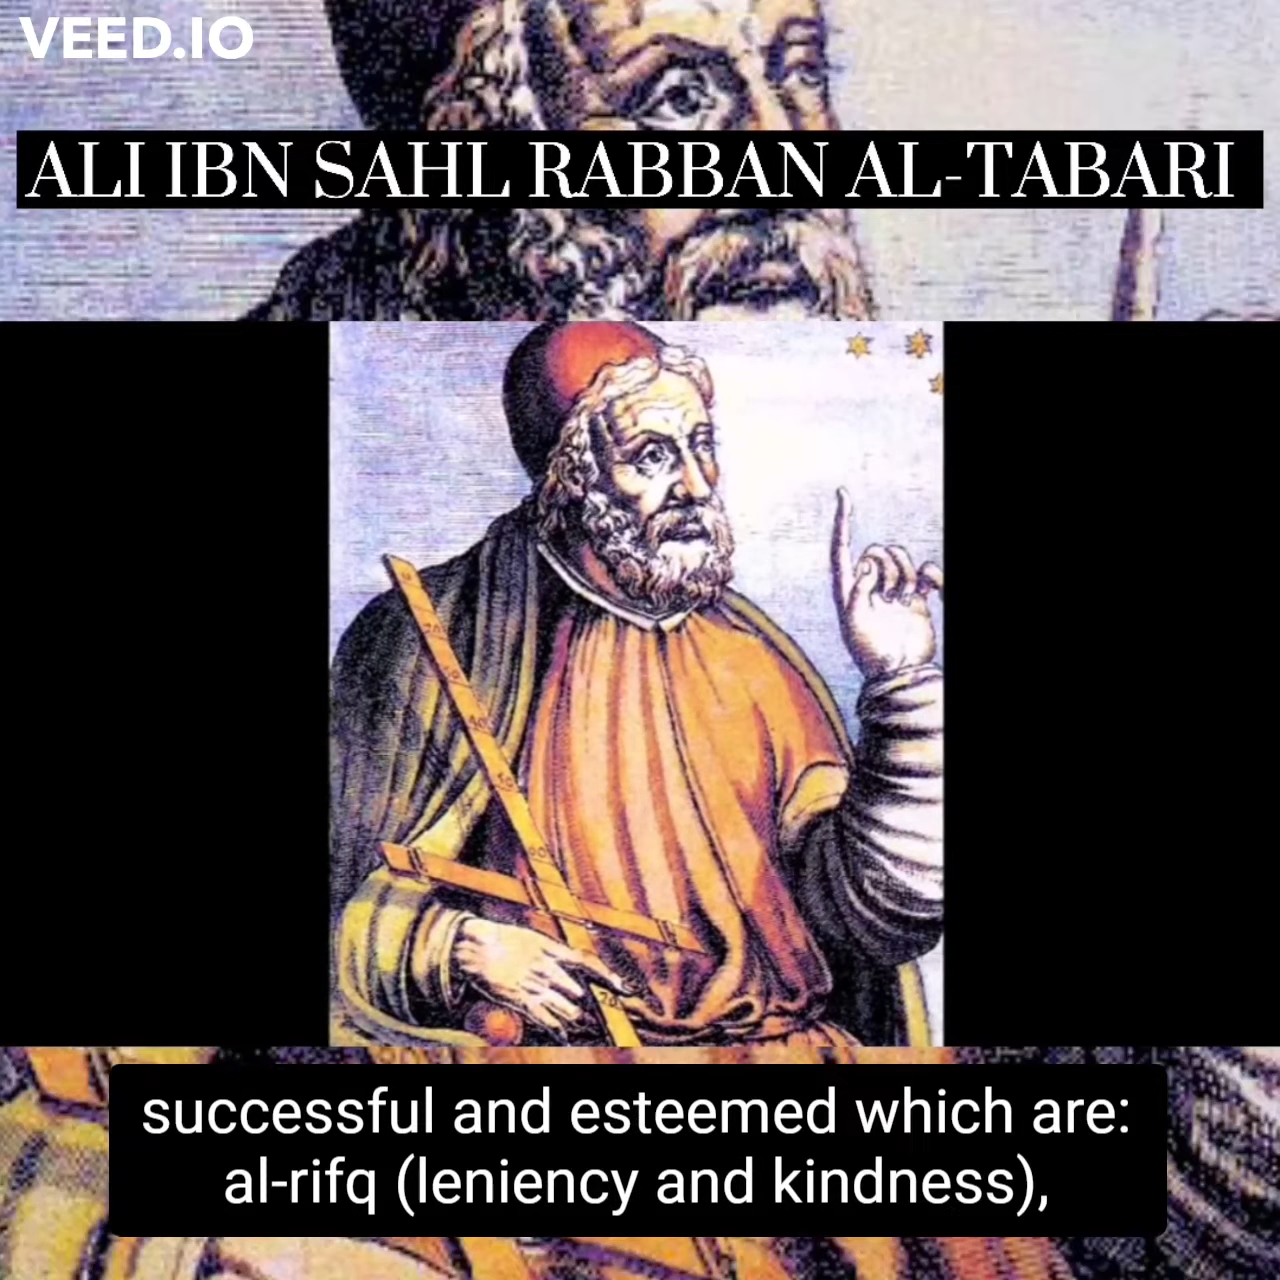 VEED.IO
ALI IBN SAHL RABBAN AL-TABARI
successful and esteemed which are:
al-rifq (leniency and kindness),